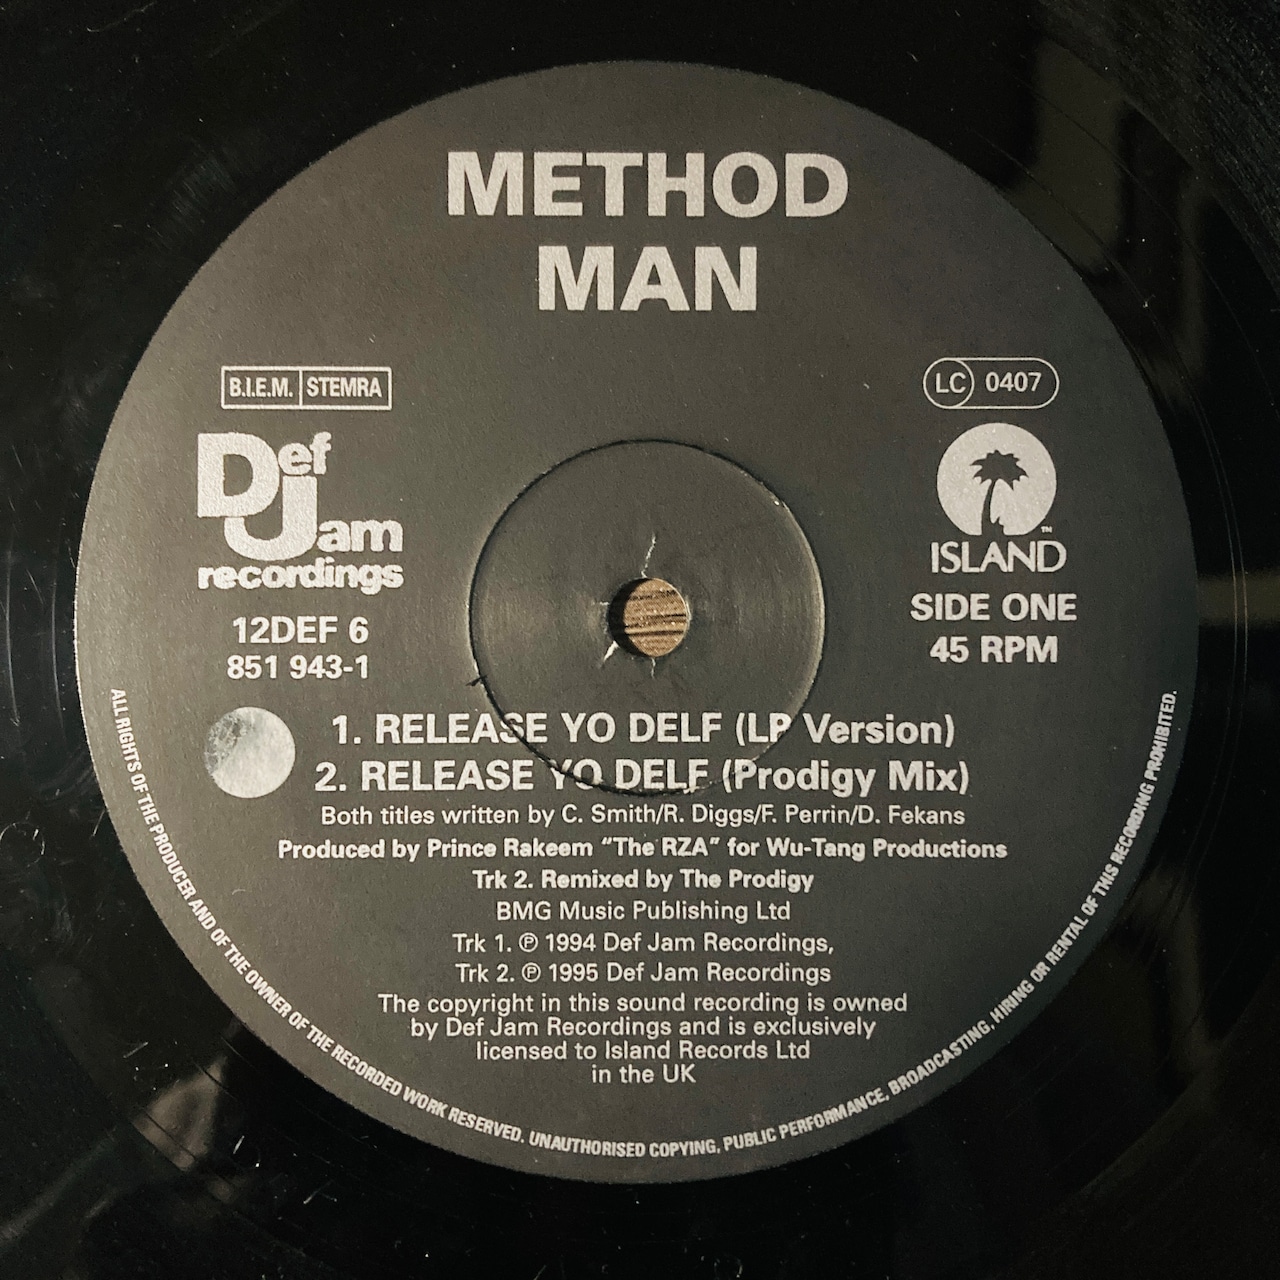 METHOD
MAN
B.I.E.M. STEMRA
LC 0407
Def
Jam
recordings
12DEF 6
851 943-1
™
ISLAND
SIDE ONE
45 RPM
1. RELEASE YO DELF (LP Version)
2. RELEASE YO DELF (Prodigy Mix)
Both titles written by C. Smith/R. Diggs/F. Perrin/D. Fekans
Produced by Prince Rakeem “The RZA” for Wu-Tang Productions
Trk 2. Remixed by The Prodigy
BMG Music Publishing Ltd
Trk 1. ℗ 1994 Def Jam Recordings,
Trk 2. ℗ 1995 Def Jam Recordings
The copyright in this sound recording is owned
by Def Jam Recordings and is exclusively
licensed to Island Records Ltd
in the UK
ALL RIGHTS OF THE PRODUCER AND OF THE OWNER OF THE RECORDED WORK RESERVED. UNAUTHORISED COPYING, PUBLIC PERFORMANCE, BROADCASTING, HIRING OR RENTAL OF THIS RECORDING PROHIBITED.